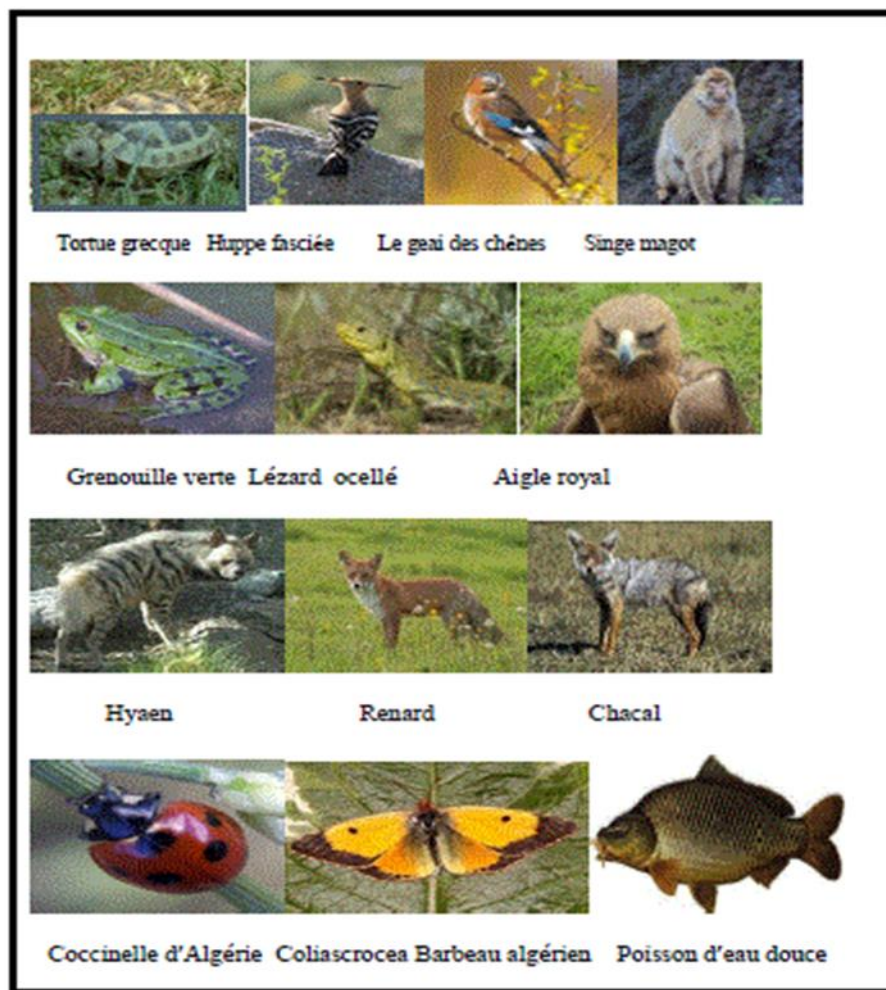 Tortue grecque Huppe fasciée Le geai des chênes Singe magot
Grenouille verte Lézard ocellé Aigle royal
Hyaen Renard Chacal
Coccinelle d'Algérie Coliascrocea Barbeau algérien Poisson d'eau douce